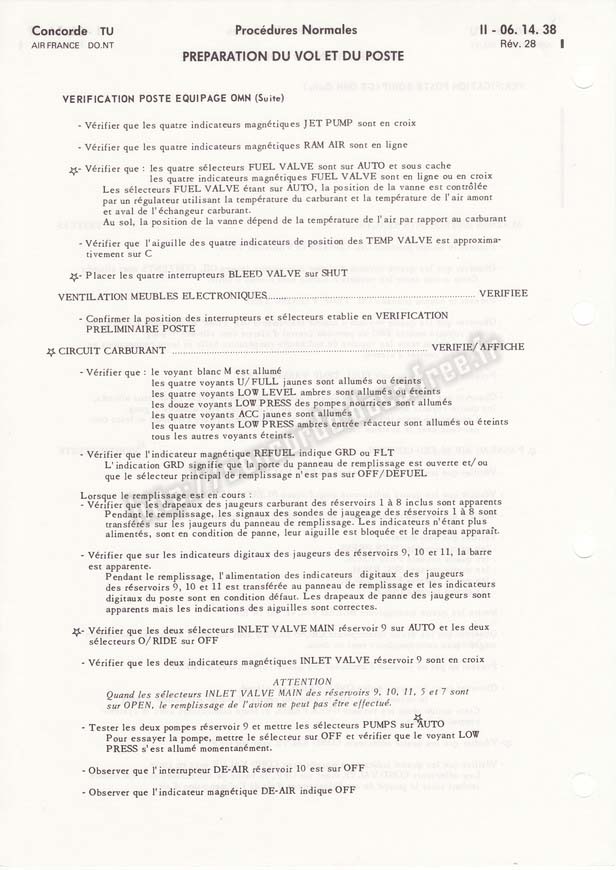 Concorde TU
Procédures Normales
II - 06. 14. 38
AIR FRANCE DO.NT
Rév. 28
PREPARATION DU VOL ET DU POSTE
VERIFICATION POSTE EQUIPAGE OMN (Suite)
- Vérifier que les quatre indicateurs magnétiques JET PUMP sont en croix
- Vérifier que les quatre indicateurs magnétiques RAM AIR sont en ligne
- Vérifier que : les quatre sélecteurs FUEL VALVE sont sur AUTO et sous cache
les quatre indicateurs magnétiques FUEL VALVE sont en ligne ou en croix
Les sélecteurs FUEL VALVE étant sur AUTO, la position de la vanne est contrôlée
par un régulateur utilisant la température du carburant et la température de l'air amont
et aval de l'échangeur carburant.
Au sol, la position de la vanne dépend de la température de l'air par rapport au carburant
- Vérifier que l'aiguille des quatre indicateurs de position des TEMP VALVE est approxima-
tivement sur C
- Placer les quatre interrupteurs BLEED VALVE sur SHUT
VENTILATION MEUBLES ELECTRONIQUES........................................................ VERIFIEE
- Confirmer la position des interrupteurs et sélecteurs etablie en VERIFICATION
PRELIMINAIRE POSTE
CIRCUIT CARBURANT ........................................................................ VERIFIE/ AFFICHE
- Vérifier que : le voyant blanc M est allumé
les quatre voyants U/FULL jaunes sont allumés ou éteints
les quatre voyants LOW LEVEL ambres sont allumés ou éteints
les douze voyants LOW PRESS des pompes nourrices sont allumés
les quatre voyants ACC jaunes sont allumés
les quatre voyants LOW PRESS ambres entrée réacteur sont allumés ou éteints
tous les autres voyants éteints.
- Vérifier que l'indicateur magnétique REFUEL indique GRD ou FLT
L'indication GRD signifie que la porte du panneau de remplissage est ouverte et/ou
que le sélecteur principal de remplissage n'est pas sur OFF/DEFUEL
Lorsque le remplissage est en cours :
- Vérifier que les drapeaux des jaugeurs carburant des réservoirs 1 à 8 inclus sont apparents
Pendant le remplissage, les signaux des sondes de jaugeage des réservoirs 1 à 8 sont
transférés sur les jaugeurs du panneau de remplissage. Les indicateurs n'étant plus
alimentés, sont en condition de panne, leur aiguille est bloquée et le drapeau apparaît.
- Vérifier que sur les indicateurs digitaux des jaugeurs des réservoirs 9, 10 et 11, la barre
est apparente.
Pendant le remplissage, l'alimentation des indicateurs digitaux des jaugeurs
des réservoirs 9, 10 et 11 est transférée au panneau de remplissage et les indicateurs
digitaux du poste sont en condition défaut. Les drapeaux de panne des jaugeurs sont
apparents mais les indications des aiguilles sont correctes.
- Vérifier que les deux sélecteurs INLET VALVE MAIN réservoir 9 sur AUTO et les deux
sélecteurs O/RIDE sur OFF
- Vérifier que les deux indicateurs magnétiques INLET VALVE réservoir 9 sont en croix
ATTENTION
Quand les sélecteurs INLET VALVE MAIN des réservoirs 9, 10, 11, 5 et 7 sont
sur OPEN, le remplissage de l'avion ne peut pas être effectué.
- Tester les deux pompes réservoir 9 et mettre les sélecteurs PUMPS sur AUTO
Pour essayer la pompe, mettre le sélecteur sur OFF et vérifier que le voyant LOW
PRESS s'est allumé momentanément.
- Observer que l'interrupteur DE-AIR réservoir 10 est sur OFF
- Observer que l'indicateur magnétique DE-AIR indique OFF